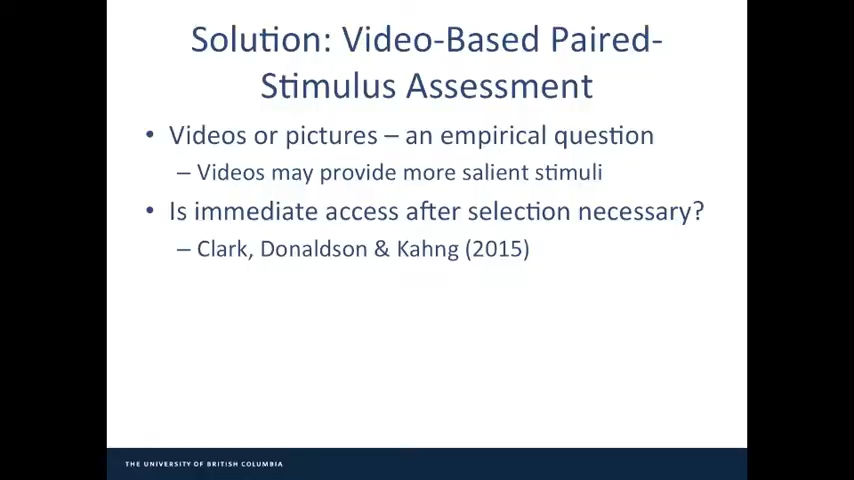 Solution: Video-Based Paired-
Stimulus Assessment
• Videos or pictures – an empirical question
– Videos may provide more salient stimuli
• Is immediate access after selection necessary?
– Clark, Donaldson & Kahng (2015)
THE UNIVERSITY OF BRITISH COLUMBIA